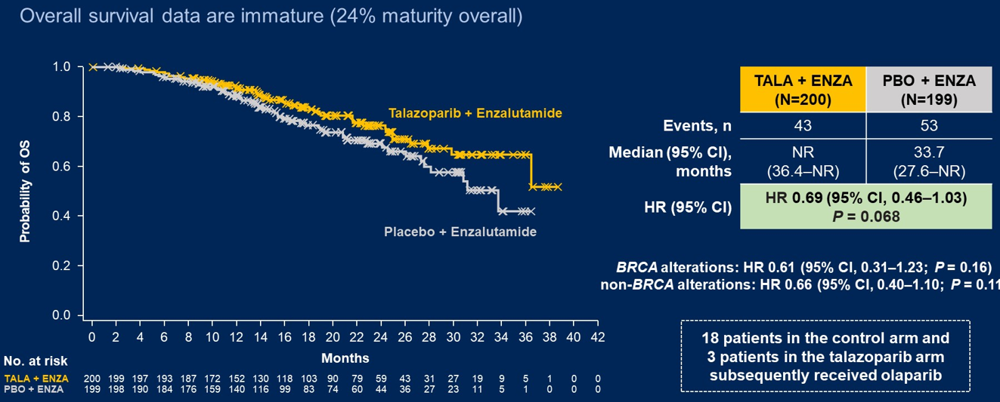 Overall survival data are immature (24% maturity overall)
Probability of OS
1.0
0.8
0.6
0.4
0.2
0.0
Talazoparib + Enzalutamide
Placebo + Enzalutamide
0 2 4 6 8 10 12 14 16 18 20 22 24 26 28 30 32 34 36 38 40 42
Months
No. at risk
TALA + ENZA 200 199 197 193 187 172 152 130 118 103 90 79 59 43 31 27 19 9 5 1 0 0
PBO + ENZA 199 198 190 184 176 159 140 116 99 83 74 60 44 36 27 23 11 5 1 0 0 0
TALA + ENZA (N=200)
PBO + ENZA (N=199)
Events, n 43 53
Median (95% CI), months
NR (36.4–NR)
33.7 (27.6–NR)
HR (95% CI)
HR 0.69 (95% CI, 0.46–1.03)
P = 0.068
BRCA alterations: HR 0.61 (95% CI, 0.31–1.23; P = 0.16)
non-BRCA alterations: HR 0.66 (95% CI, 0.40–1.10; P = 0.11
18 patients in the control arm and
3 patients in the talazoparib arm
subsequently received olaparib